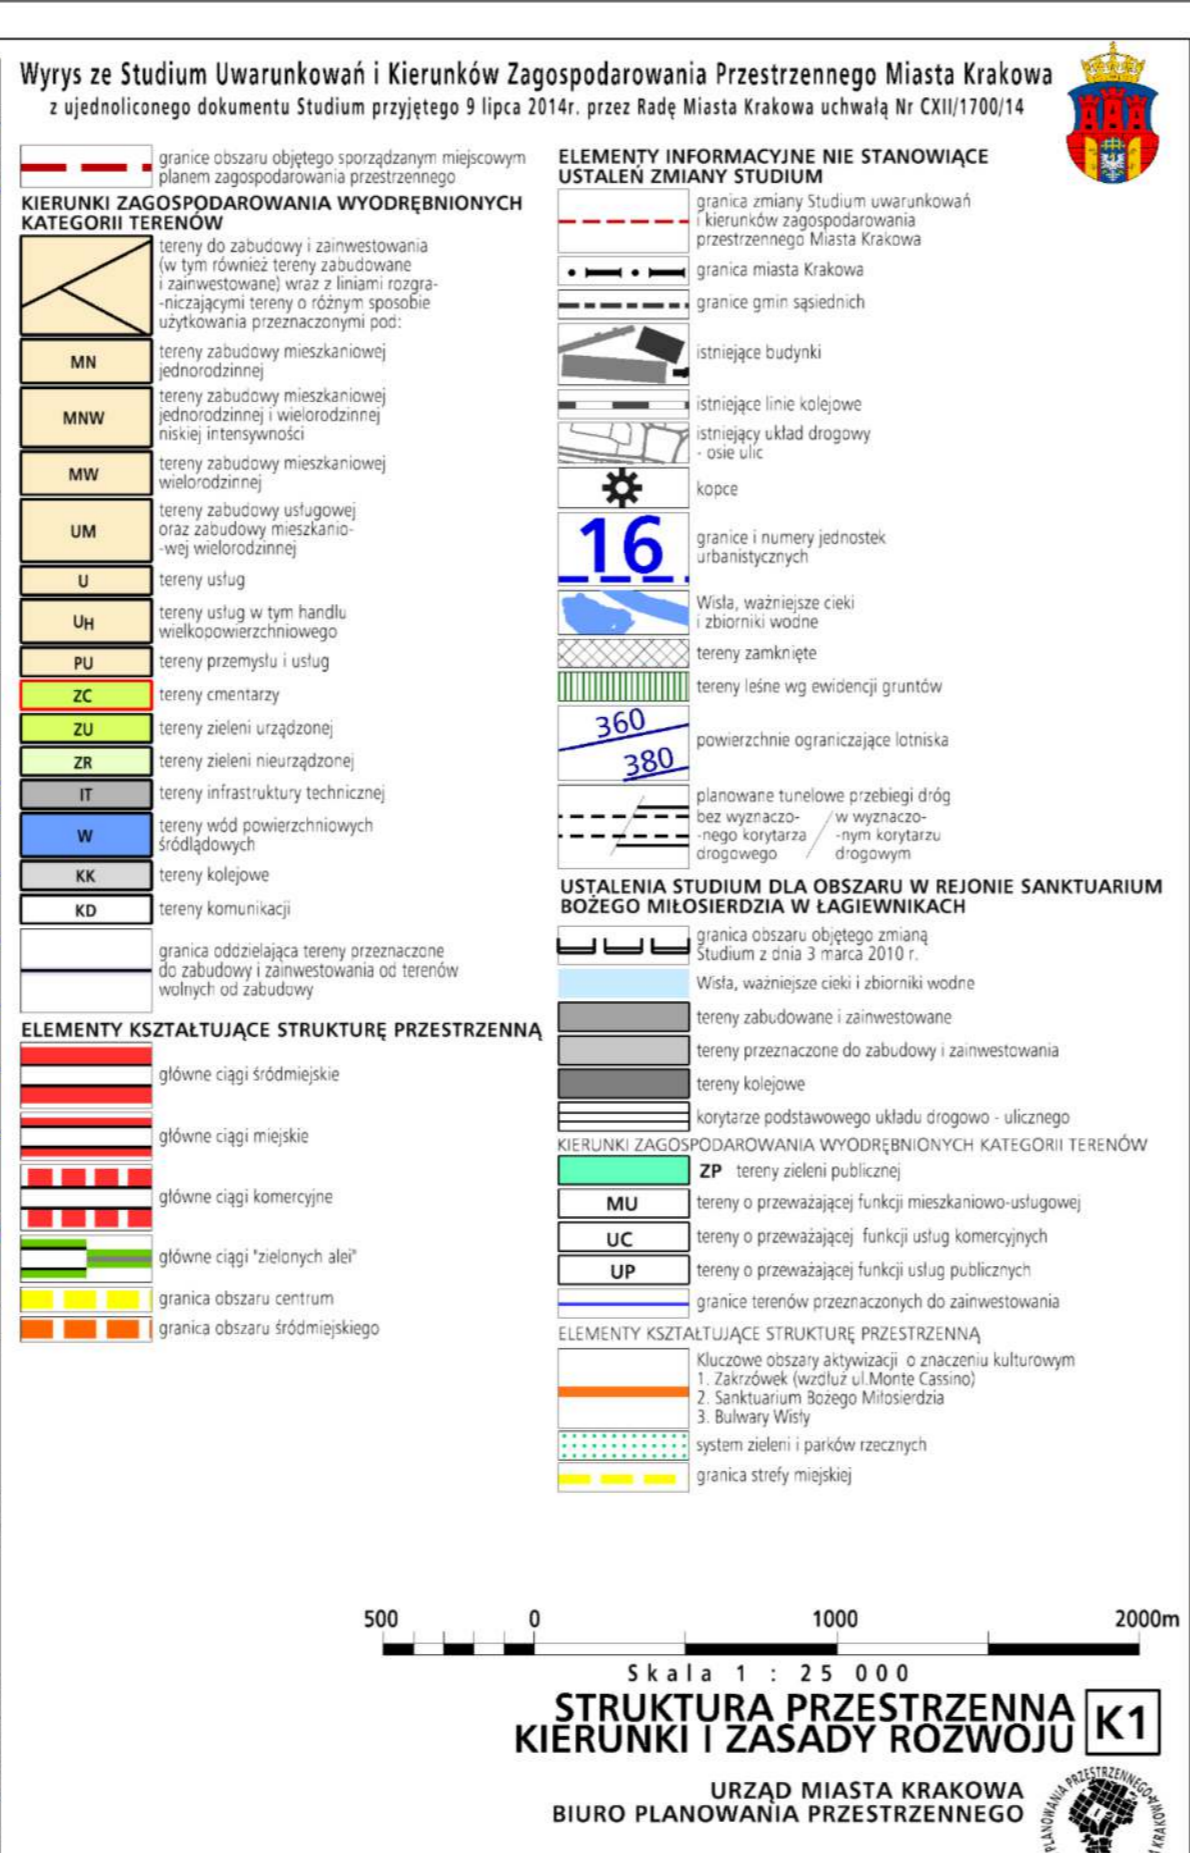 Wyrys ze Studium Uwarunkowań i Kierunków Zagospodarowania Przestrzennego Miasta Krakowa
z ujednoliconego dokumentu Studium przyjętego 9 lipca 2014r. przez Radę Miasta Krakowa uchwałą Nr CXII/1700/14
granice obszaru objętego sporządzanym miejscowym
planem zagospodarowania przestrzennego
KIERUNKI ZAGOSPODAROWANIA WYODRĘBNIONYCH
KATEGORII TERENÓW
tereny do zabudowy i zainwestowania
(w tym również tereny zabudowane
i zainwestowane) wraz z liniami rozgra-
-niczającymi tereny o różnym sposobie
użytkowania przeznaczonymi pod:
MN tereny zabudowy mieszkaniowej
jednorodzinnej
MNW tereny zabudowy mieszkaniowej
jednorodzinnej i wielorodzinnej
niskiej intensywności
MW tereny zabudowy mieszkaniowej
wielorodzinnej
UM tereny zabudowy usługowej
oraz zabudowy mieszkanio-
-wej wielorodzinnej
U tereny usług
UH tereny usług w tym handlu
wielkopowierzchniowego
PU tereny przemysłu i usług
ZC tereny cmentarzy
ZU tereny zieleni urządzonej
ZR tereny zieleni nieurządzonej
IT tereny infrastruktury technicznej
W tereny wód powierzchniowych
śródlądowych
KK tereny kolejowe
KD tereny komunikacji
granica oddzielająca tereny przeznaczone
do zabudowy i zainwestowania od terenów
wolnych od zabudowy
ELEMENTY KSZTAŁTUJĄCE STRUKTURĘ PRZESTRZENNĄ
główne ciągi śródmiejskie
główne ciągi miejskie
główne ciągi komercyjne
główne ciągi "zielonych alei"
granica obszaru centrum
granica obszaru śródmiejskiego
ELEMENTY INFORMACYJNE NIE STANOWIĄCE
USTALEŃ ZMIANY STUDIUM
granica zmiany Studium uwarunkowań
i kierunków zagospodarowania
przestrzennego Miasta Krakowa
granica miasta Krakowa
granice gmin sąsiednich
istniejące budynki
istniejące linie kolejowe
istniejący układ drogowy
- osie ulic
kopce
16 granice i numery jednostek
urbanistycznych
Wisła, ważniejsze cieki
i zbiorniki wodne
tereny zamknięte
tereny leśne wg ewidencji gruntów
360
380
powierzchnie ograniczające lotniska
planowane tunelowe przebiegi dróg
bez wyznaczo- / w wyznaczo-
-nego korytarza -nym korytarzu
drogowego drogowym
USTALENIA STUDIUM DLA OBSZARU W REJONIE SANKTUARIUM
BOŻEGO MIŁOSIERDZIA W ŁAGIEWNIKACH
granica obszaru objętego zmianą
Studium z dnia 3 marca 2010 r.
Wisła, ważniejsze cieki i zbiorniki wodne
tereny zabudowane i zainwestowane
tereny przeznaczone do zabudowy i zainwestowania
tereny kolejowe
korytarze podstawowego układu drogowo - ulicznego
KIERUNKI ZAGOSPODAROWANIA WYODRĘBNIONYCH KATEGORII TERENÓW
ZP tereny zieleni publicznej
MU tereny o przeważającej funkcji mieszkaniowo-usługowej
UC tereny o przeważającej funkcji usług komercyjnych
UP tereny o przeważającej funkcji usług publicznych
granice terenów przeznaczonych do zainwestowania
ELEMENTY KSZTAŁTUJĄCE STRUKTURĘ PRZESTRZENNĄ
Kluczowe obszary aktywizacji o znaczeniu kulturowym
1. Zakrzówek (wzdłuż ul.Monte Cassino)
2. Sanktuarium Bożego Miłosierdzia
3. Bulwary Wisły
system zieleni i parków rzecznych
granica strefy miejskiej
500 0 1000 2000m
Skala 1 : 25 000
STRUKTURA PRZESTRZENNA
KIERUNKI I ZASADY ROZWOJU K1
URZĄD MIASTA KRAKOWA
BIURO PLANOWANIA PRZESTRZENNEGO
PLANOWANIA PRZESTRZENNEGO